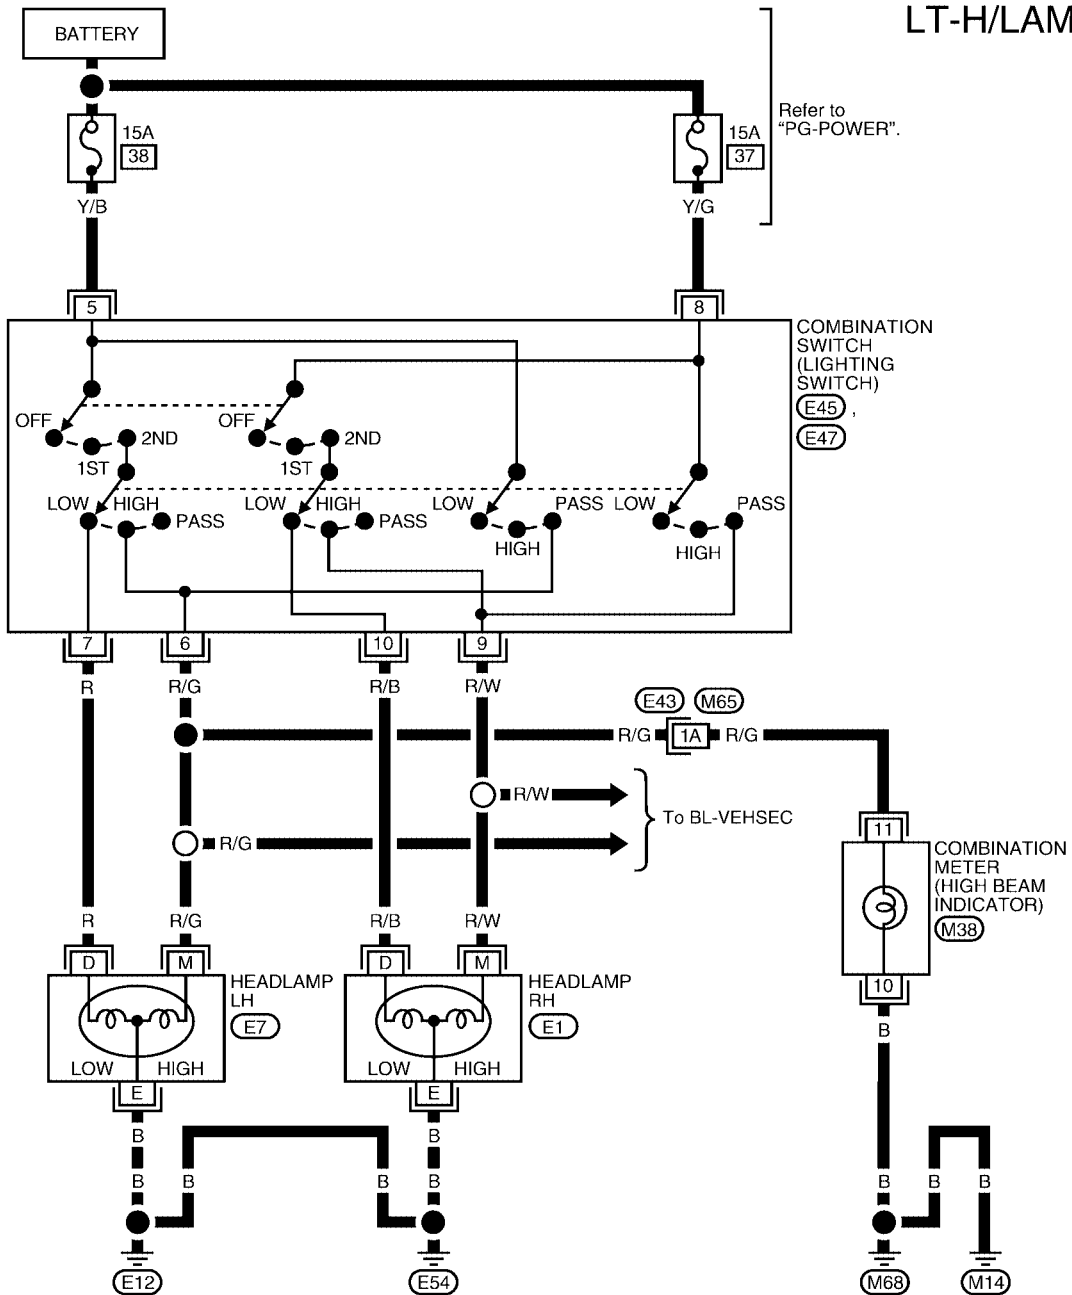 LT-H/LAM
BATTERY
Refer to
"PG-POWER".
15A
38
15A
37
Y/B
Y/G
5
8
COMBINATION
SWITCH
(LIGHTING
SWITCH)
E45 ,
E47
OFF
2ND
1ST
OFF
2ND
1ST
LOW HIGH PASS
LOW HIGH PASS
LOW PASS
HIGH
LOW PASS
HIGH
7 6 10 9
R R/G R/B R/W
E43 M65
R/G 1A R/G
R/W
To BL-VEHSEC
R/G
11
COMBINATION
METER
(HIGH BEAM
INDICATOR)
M38
R R/G R/B R/W
D M
HEADLAMP
LH
E7
D M
HEADLAMP
RH
E1
10
LOW HIGH
LOW HIGH
B
E E
B B
B B B B B B B
E12 E54 M68 M14